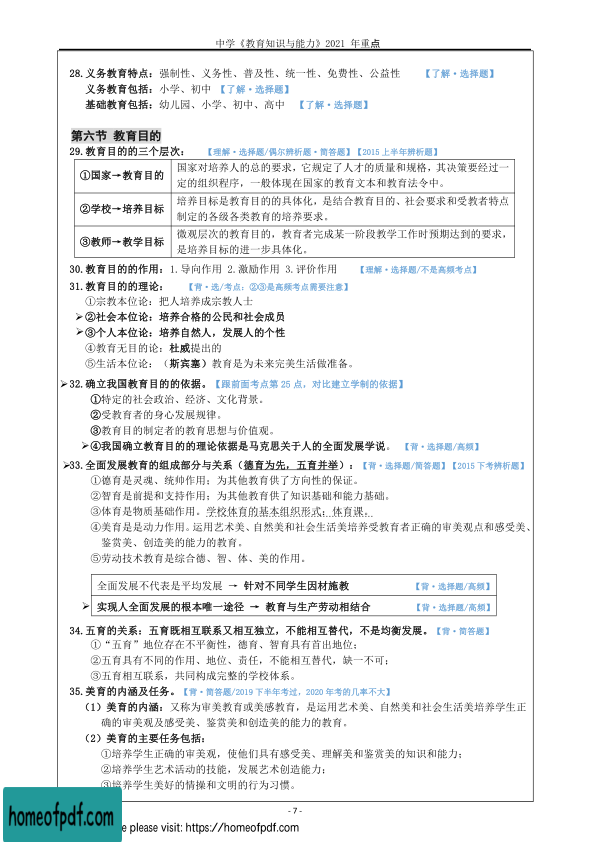 中学《教育知识与能力》2021 年重点
28.义务教育特点：强制性、义务性、普及性、统一性、免费性、公益性 【了解·选择题】
义务教育包括：小学、初中 【了解·选择题】
基础教育包括：幼儿园、小学、初中、高中 【了解·选择题】
第六节 教育目的
29.教育目的的三个层次： 【理解·选择题/偶尔辨析题·简答题】【2015上半年辨析题】
①国家→教育目的
国家对培养人的总的要求，它规定了人才的质量和规格，其决策要经过一
定的组织程序，一般体现在国家的教育文本和教育法令中。
②学校→培养目标
培养目标是教育目的的具体化，是结合教育目的、社会要求和受教者特点
制定的各级各类教育的培养要求。
③教师→教学目标
微观层次的教育目的，教育者完成某一阶段教学工作时预期达到的要求，
是培养目标的进一步具体化。
30.教育目的的作用：1.导向作用 2.激励作用 3.评价作用 【理解·选择题/不是高频考点】
31.教育目的的理论： 【背·选/考点：②③是高频考点需要注意】
①宗教本位论：把人培养成宗教人士
➢②社会本位论：培养合格的公民和社会成员
➢③个人本位论：培养自然人，发展人的个性
④教育无目的论：杜威提出的
⑤生活本位论：（斯宾塞）教育是为未来完美生活做准备。
➢32.确立我国教育目的的依据。【跟前面考点第 25 点，对比建立学制的依据】
①特定的社会政治、经济、文化背景。
②受教育者的身心发展规律。
③教育目的制定者的教育思想与价值观。
➢④我国确立教育目的的理论依据是马克思关于人的全面发展学说。 【背·选择题/高频】
➢33.全面发展教育的组成部分与关系（德育为先，五育并举）：【背·选择题/简答题】【2015下考辨析题】
①德育是灵魂、统帅作用；为其他教育供了方向性的保证。
②智育是前提和支持作用；为其他教育供了知识基础和能力基础。
③体育是物质基础作用。学校体育的基本组织形式：体育课。
④美育是是动力作用。运用艺术美、自然美和社会生活美培养受教育者正确的审美观点和感受美、
鉴赏美、创造美的能力的教育。
⑤劳动技术教育是综合德、智、体、美的作用。
全面发展不代表是平均发展 → 针对不同学生因材施教 【背·选择题/高频】
➢ 实现人全面发展的根本唯一途径 → 教育与生产劳动相结合 【背·选择题/高频】
34.五育的关系：五育既相互联系又相互独立，不能相互替代，不是均衡发展。【背·简答题】
①“五育”地位存在不平衡性，德育、智育具有首出地位；
②五育具有不同的作用、地位、责任，不能相互替代，缺一不可；
③五育相互联系，共同构成完整的学校体系。
35.美育的内涵及任务。【背·简答题/2019下半年考过，2020年考的几率不大】
（1）美育的内涵：又称为审美教育或美感教育，是运用艺术美、自然美和社会生活美培养学生正
确的审美观及感受美、鉴赏美和创造美的能力的教育。
（2）美育的主要任务包括：
①培养学生正确的审美观，使他们具有感受美、理解美和鉴赏美的知识和能力；
②培养学生艺术活动的技能，发展艺术创造能力；
③培养学生美好的情操和文明的行为习惯。
- 7 -
homeofpdf.com
e please visit: https://homeofpdf.com